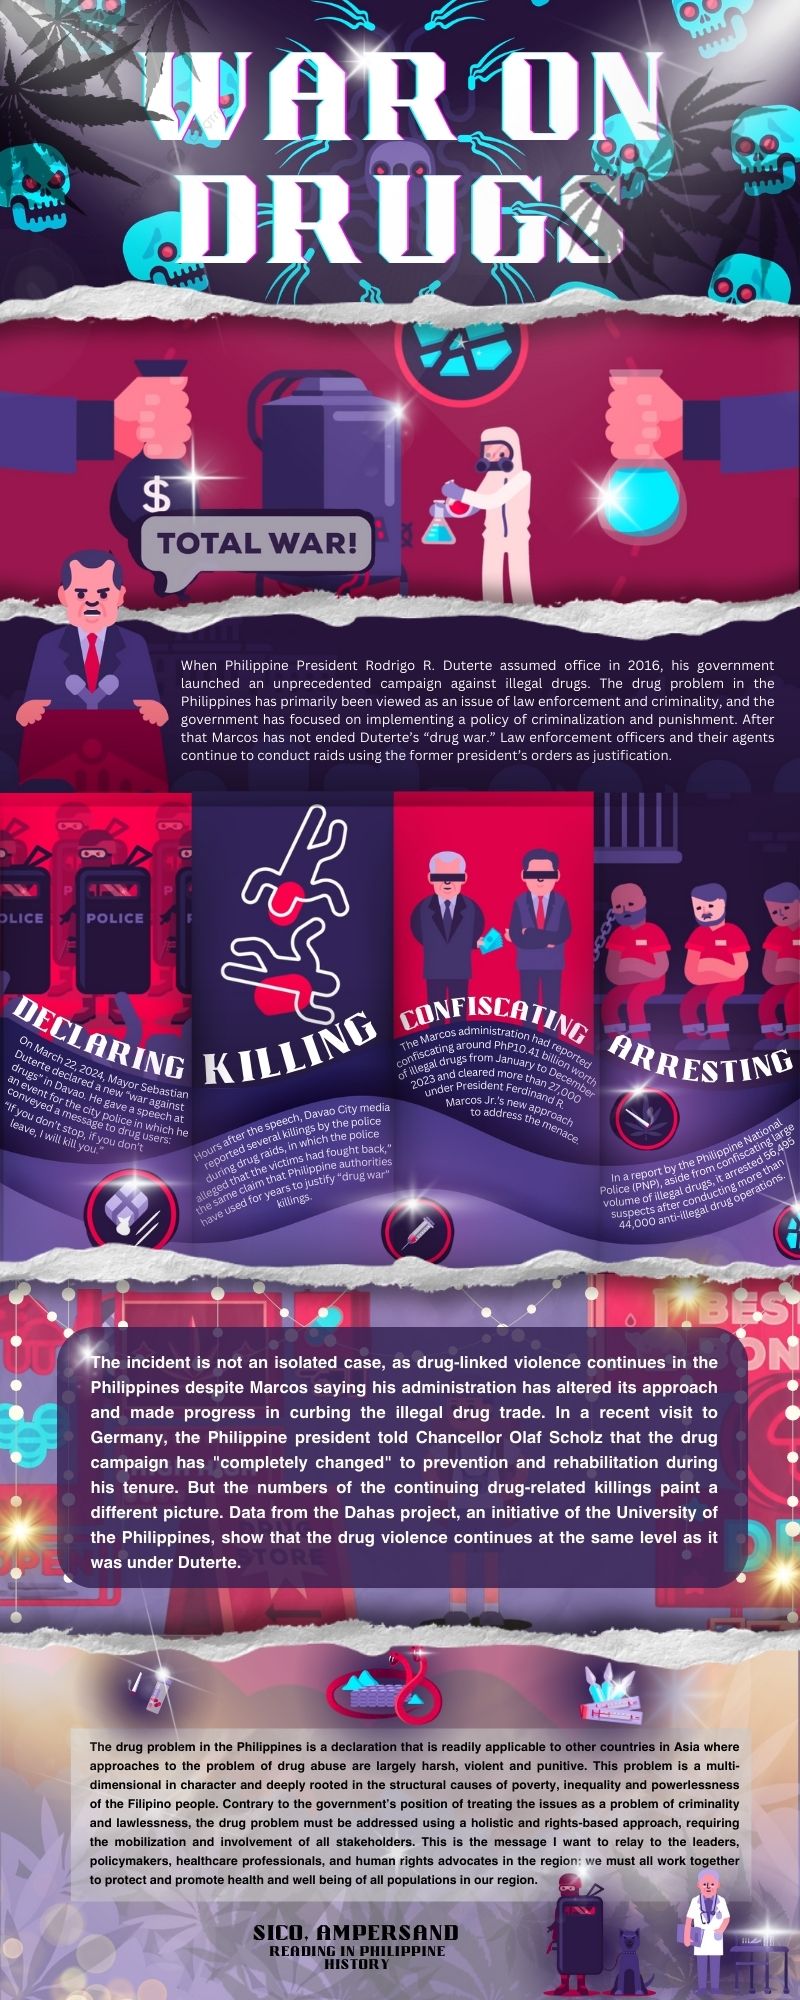 WAR ON
DRUGS
$
TOTAL WAR!
When Philippine President Rodrigo R. Duterte assumed office in 2016, his government
launched an unprecedented campaign against illegal drugs. The drug problem in the
Philippines has primarily been viewed as an issue of law enforcement and criminality, and the
government has focused on implementing a policy of criminalization and punishment. After
that Marcos has not ended Duterte's “drug war.” Law enforcement officers and their agents
continue to conduct raids using the former president's orders as justification.
OLICE
POLICE
P
DECLARING
On March 22, 2024, Mayor Sebastian
Duterte declared a new “war against
drugs” in Davao. He gave a speech at
an event for the city police in which he
conveyed a message to drug users:
“If you don't stop, if you don't
leave, I will kill you.”
KILLING
Hours after the speech, Davao City media
reported several killings by the police
during drug raids, in which the police
alleged that the victims had fought back,”
the same claim that Philippine authorities
have used for years to justify “drug war”
killings.
CONFISCATING
The Marcos administration had reported
confiscating around PhP10.41 billion worth
of illegal drugs from January to December
2023 and cleared more than 27,000
under President Ferdinand R.
Marcos Jr.'s new approach
to address the menace.
ARRESTING
In a report by the Philippine National
Police (PNP), aside from confiscating large
volume of illegal drugs, it arrested 56,495
suspects after conducting more than
44,000 anti-illegal drug operations.
BES
ON
The incident is not an isolated case, as drug-linked violence continues in the
Philippines despite Marcos saying his administration has altered its approach
and made progress in curbing the illegal drug trade. In a recent visit to
Germany, the Philippine president told Chancellor Olaf Scholz that the drug
campaign has "completely changed" to prevention and rehabilitation during
his tenure. But the numbers of the continuing drug-related killings paint a
different picture. Data from the Dahas project, an initiative of the University of
the Philippines, show that the drug violence continues at the same level as it
was under Duterte.
OPE
TORE
The drug problem in the Philippines is a declaration that is readily applicable to other countries in Asia where
approaches to the problem of drug abuse are largely harsh, violent and punitive. This problem is a multi-
dimensional in character and deeply rooted in the structural causes of poverty, inequality and powerlessness
of the Filipino people. Contrary to the government's position of treating the issues as a problem of criminality
and lawlessness, the drug problem must be addressed using a holistic and rights-based approach, requiring
the mobilization and involvement of all stakeholders. This is the message I want to relay to the leaders,
policymakers, healthcare professionals, and human rights advocates in the region: we must all work together
to protect and promote health and well being of all populations in our region.
SICO, AMPERSAND
READING IN PHILIPPINE
HISTORY